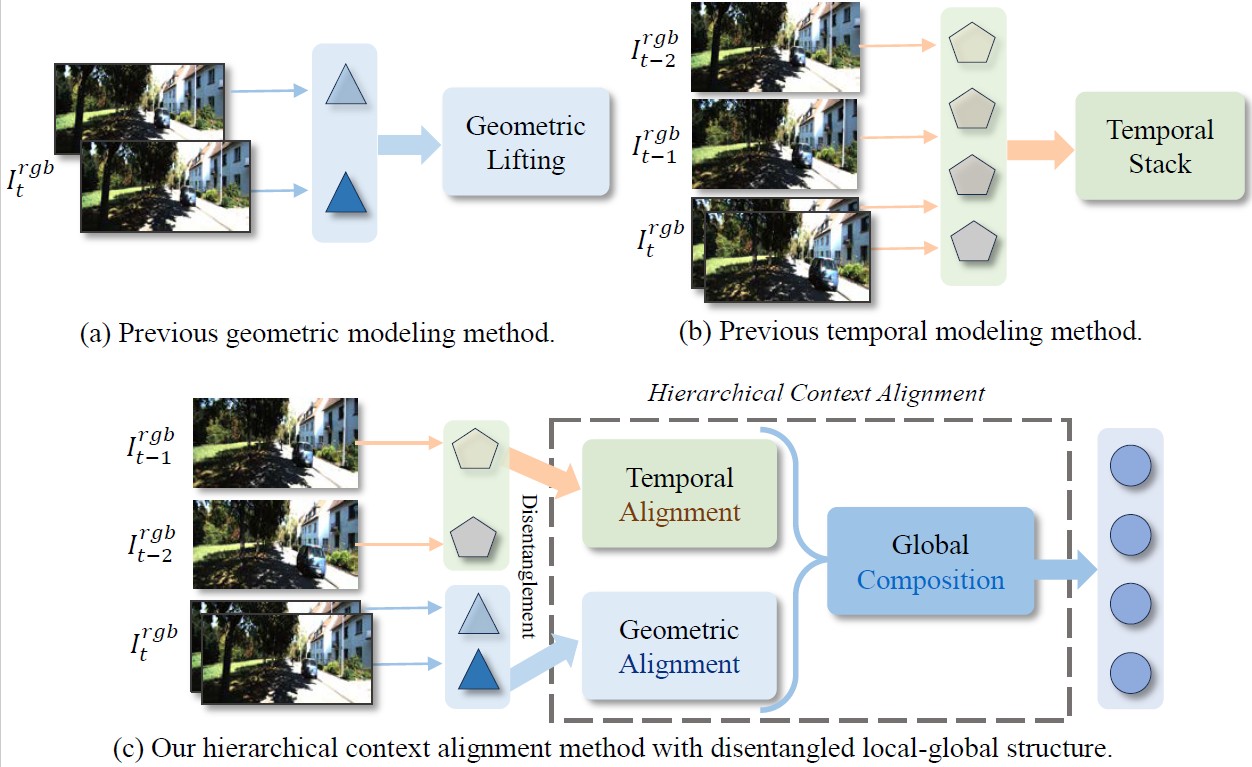 I_t^{rgb}
Geometric
Lifting
(a) Previous geometric modeling method.
I_{t-2}^{rgb}
I_{t-1}^{rgb}
I_t^{rgb}
Temporal
Stack
(b) Previous temporal modeling method.
Hierarchical Context Alignment
I_{t-1}^{rgb}
I_{t-2}^{rgb}
I_t^{rgb}
Disentanglement
Temporal
Alignment
Geometric
Alignment
Global
Composition
(c) Our hierarchical context alignment method with disentangled local-global structure.